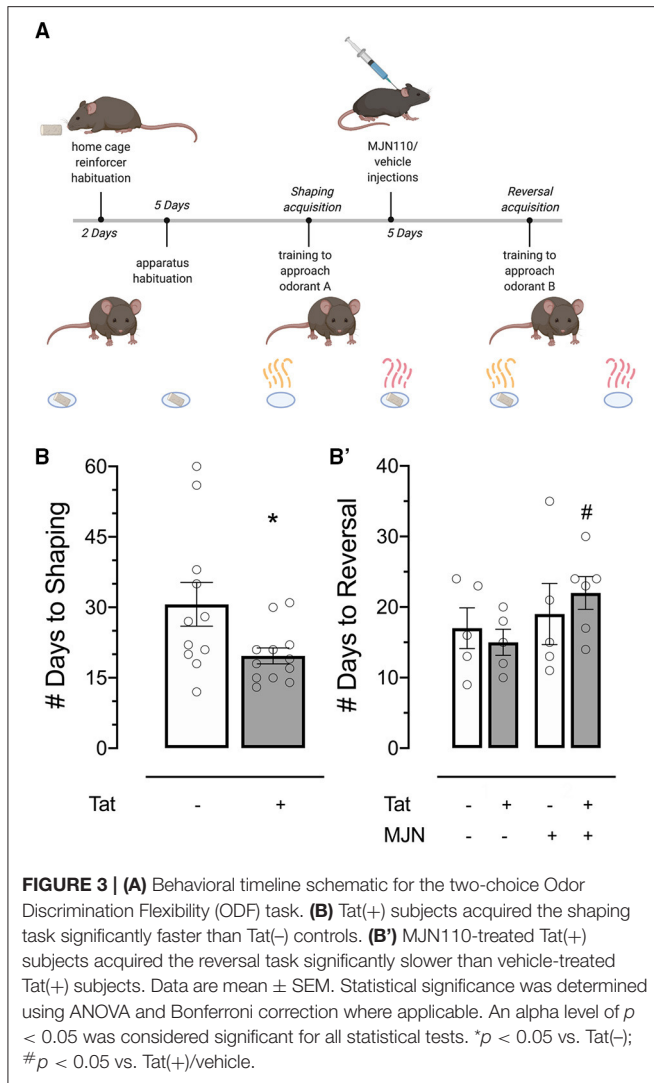 A
home cage
reinforcer
habituation
MJN110/
vehicle
injections
5 Days
Shaping
acquisition
Reversal
acquisition
2 Days
5 Days
apparatus
habituation
training to
approach
odorant A
training to
approach
odorant B
B
# Days to Shaping
60
45
30
15
0
*
Tat
-
+
B'
# Days to Reversal
40
30
20
10
0
#
Tat
-
+
-
+
MJN
-
-
+
+
FIGURE 3 | (A) Behavioral timeline schematic for the two-choice Odor
Discrimination Flexibility (ODF) task. (B) Tat(+) subjects acquired the shaping
task significantly faster than Tat(–) controls. (B') MJN110-treated Tat(+)
subjects acquired the reversal task significantly slower than vehicle-treated
Tat(+) subjects. Data are mean ± SEM. Statistical significance was determined
using ANOVA and Bonferroni correction where applicable. An alpha level of p
< 0.05 was considered significant for all statistical tests. *p < 0.05 vs. Tat(–);
#p < 0.05 vs. Tat(+)/vehicle.